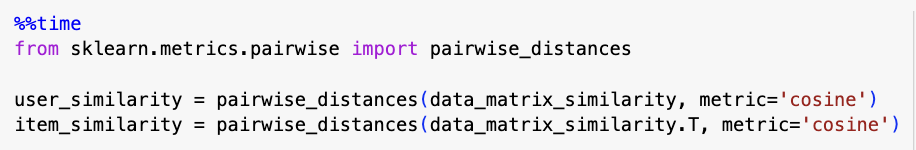 %%time
from sklearn.metrics.pairwise import pairwise_distances
user_similarity = pairwise_distances(data_matrix_similarity, metric='cosine')
item_similarity = pairwise_distances(data_matrix_similarity.T, metric='cosine')